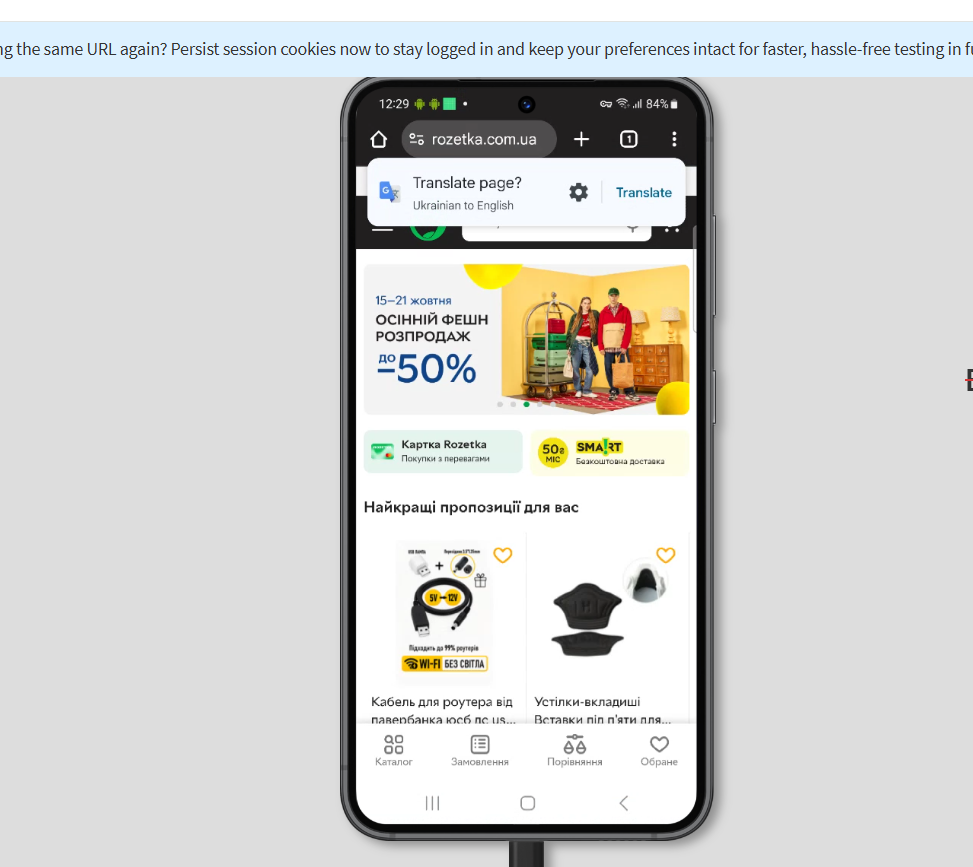 ng the same URL again? Persist session cookies now to stay logged in and keep your preferences intact for faster, hassle-free testing in fu
12:29
84%
rozetka.com.ua
1
Translate page?
Ukrainian to English
Translate
15–21 жовтня
ОСІННІЙ ФЕШН
РОЗПРОДАЖ
до
–50%
Картка Rozetka
Покупки з перевагами
50₴
МІС
SMART
Безкоштовна доставка
Найкращі пропозиції для вас
+
5V
12V
Підходить до 99% роутерів
WI-FI БЕЗ СВІТЛА
Кабель для роутера від
павербанка юсб dc us...
Устілки-вкладиші
Вставки під п'яти для...
Каталог
Замовлення
Порівняння
Обране